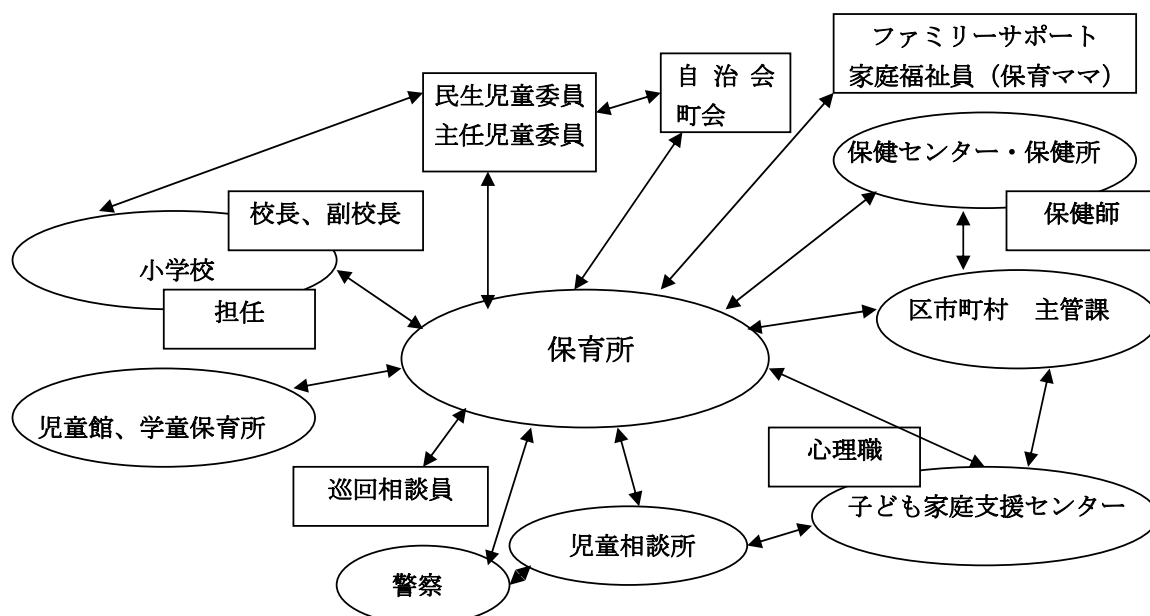 ファミリーサポート
家庭福祉員（保育ママ）
自治会
町会
民生児童委員
主任児童委員
保健センター・保健所
保健師
校長、副校長
小学校
担任
区市町村　主管課
保育所
児童館、学童保育所
心理職
巡回相談員
子ども家庭支援センター
児童相談所
警察